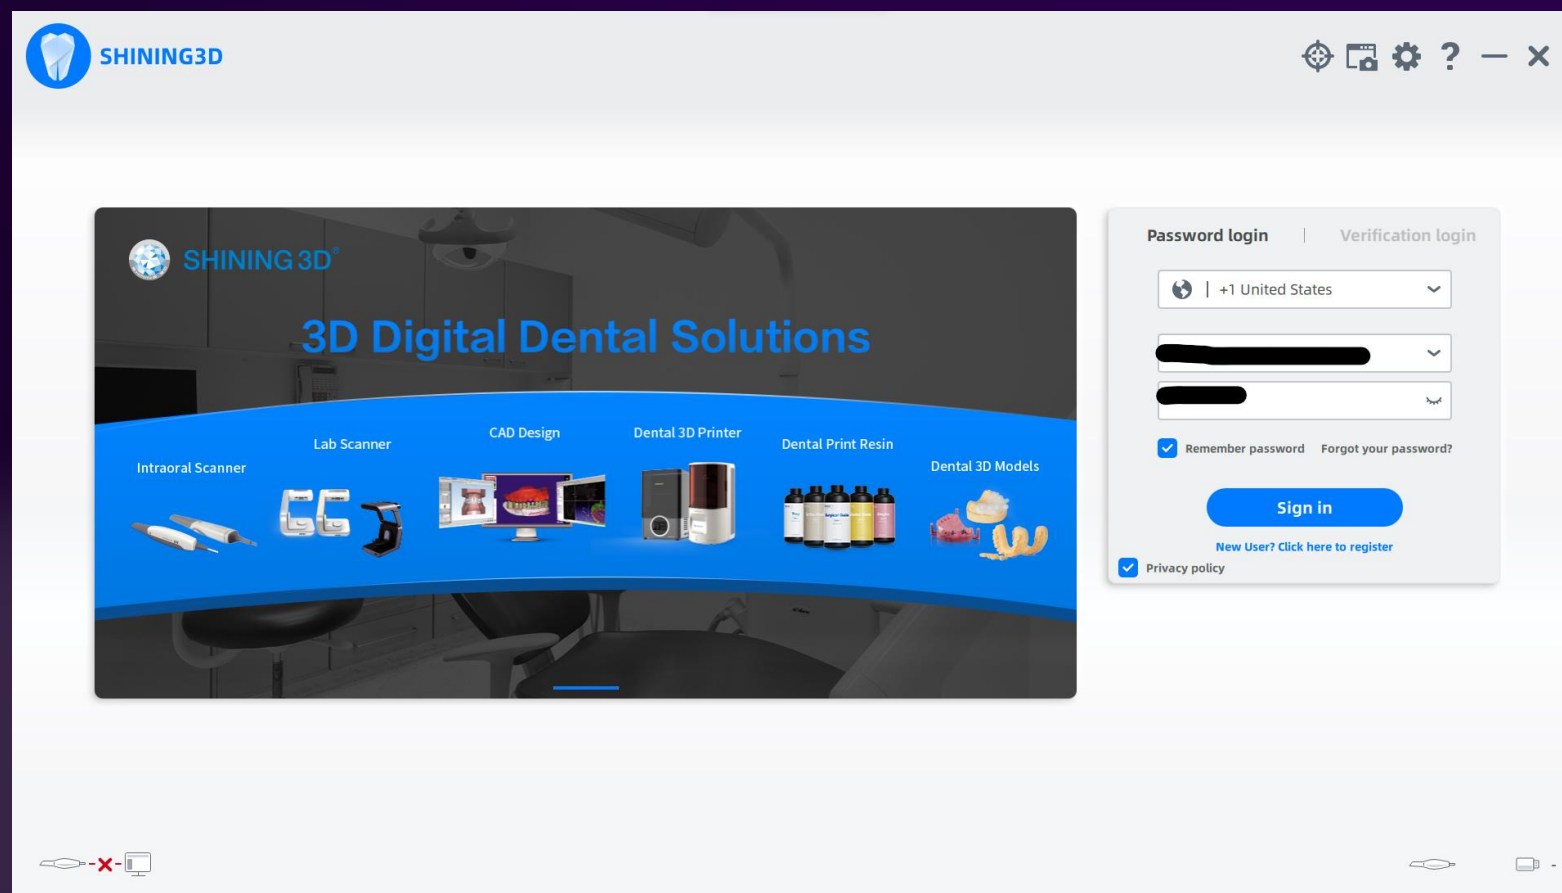 SHINING3D
SHINING 3D®
3D Digital Dental Solutions
Intraoral Scanner
Lab Scanner
CAD Design
Dental 3D Printer
Dental Print Resin
Dental 3D Models
Password login | Verification login
+1 United States
Remember password Forgot your password?
Sign in
New User? Click here to register
Privacy policy